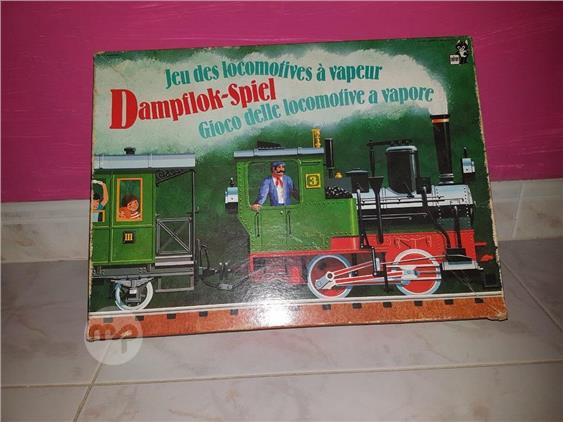 Jeu des locomotives à vapeur
Dampflok-Spiel
Gioco delle locomotive a vapore
3
III